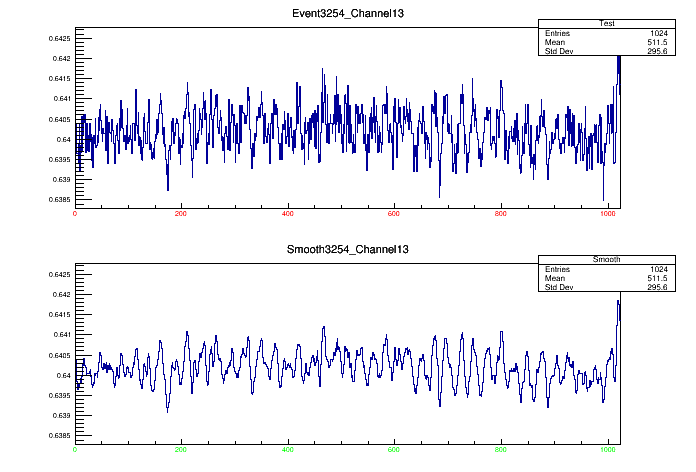 Event3254_Channel13
Test
Entries 1024
Mean 511.5
Std Dev 295.6
0.6425
0.642
0.6415
0.641
0.6405
0.64
0.6395
0.639
0.6385
0 200 400 600 800 1000
Smooth3254_Channel13
Smooth
Entries 1024
Mean 511.5
Std Dev 295.6
0.6425
0.642
0.6415
0.641
0.6405
0.64
0.6395
0.639
0.6385
0 200 400 600 800 1000